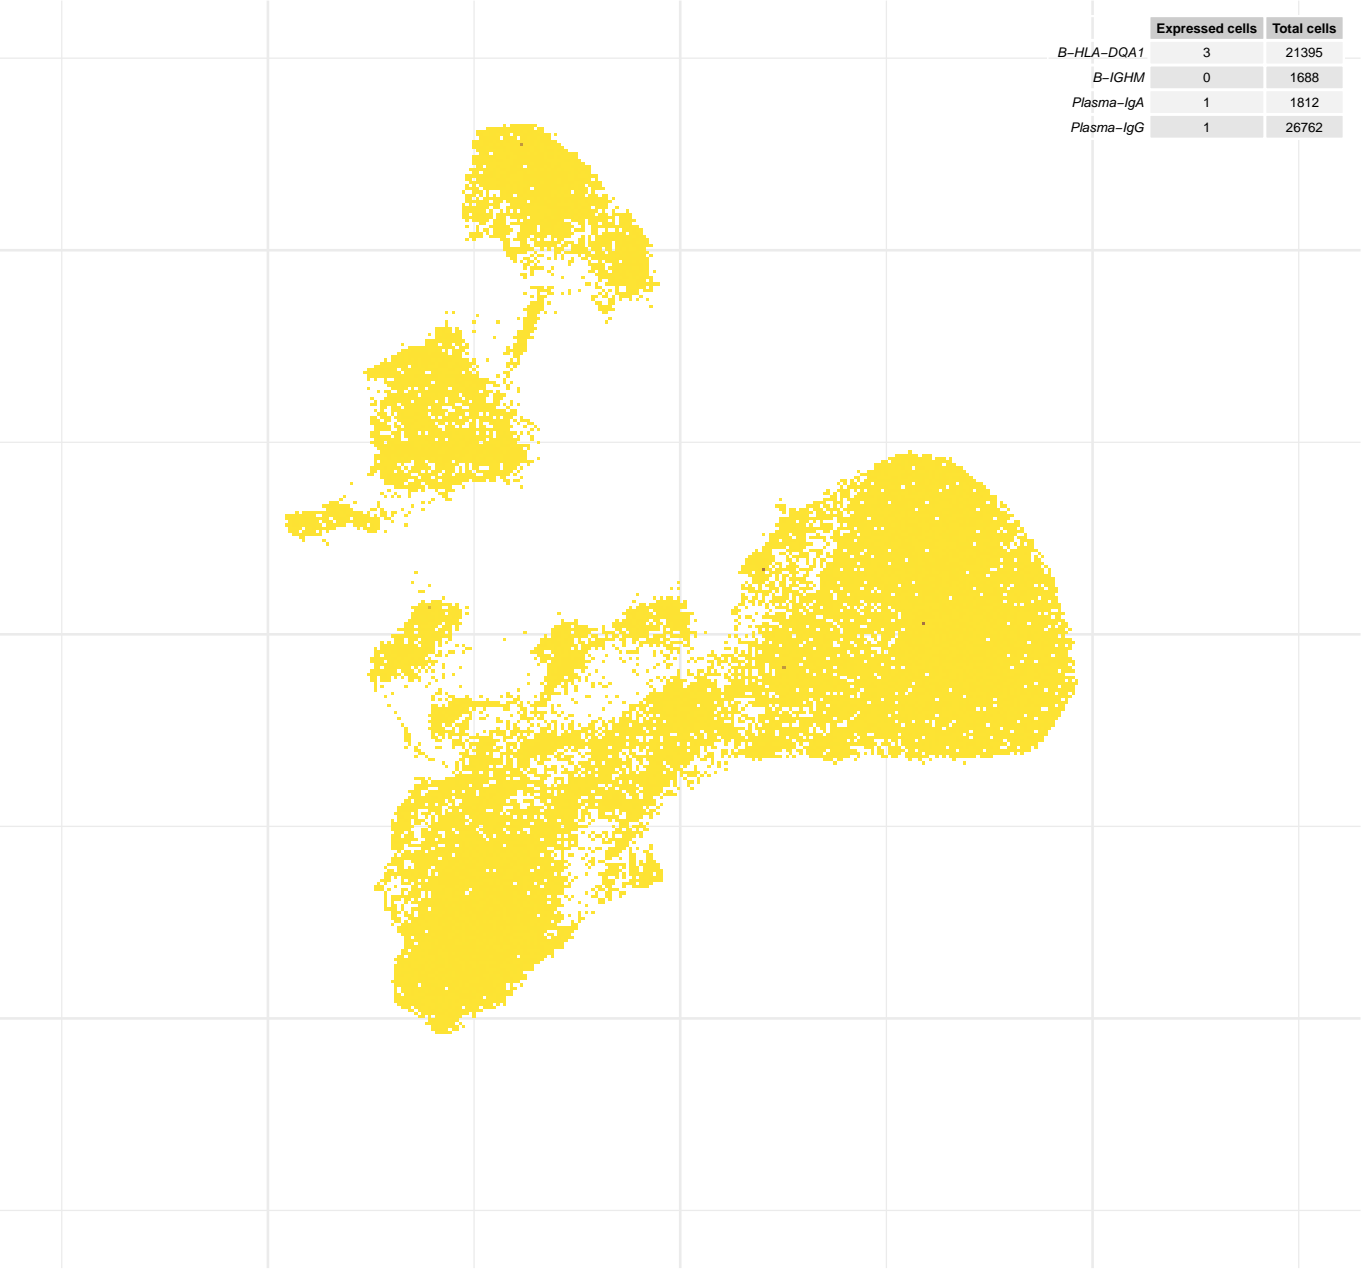 Expressed cells Total cells
B−HLA−DQA1 3 21395
B−IGHM 0 1688
Plasma−IgA 1 1812
Plasma−IgG 1 26762